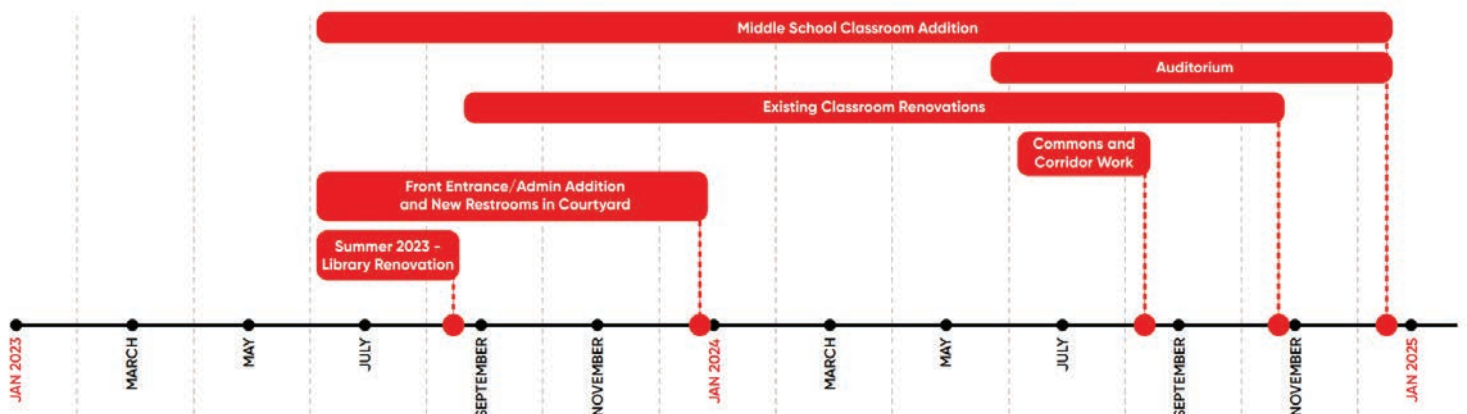 Middle School Classroom Addition
Auditorium
Existing Classroom Renovations
Commons and
Corridor Work
Front Entrance/Admin Addition
and New Restrooms in Courtyard
Summer 2023 -
Library Renovation
JAN 2023
MARCH
MAY
JULY
SEPTEMBER
NOVEMBER
JAN 2024
MARCH
MAY
JULY
SEPTEMBER
NOVEMBER
JAN 2025